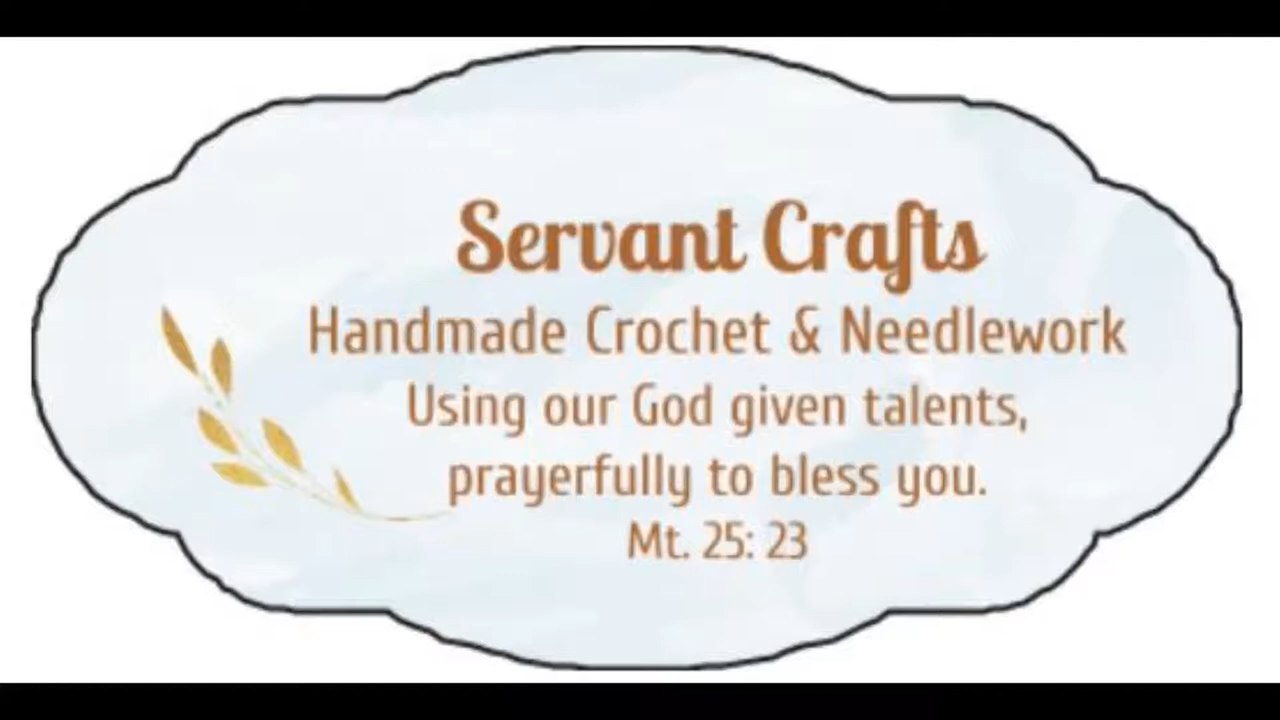 Servant Crafts
Handmade Crochet & Needlework
Using our God given talents,
prayerfully to bless you.
Mt. 25: 23